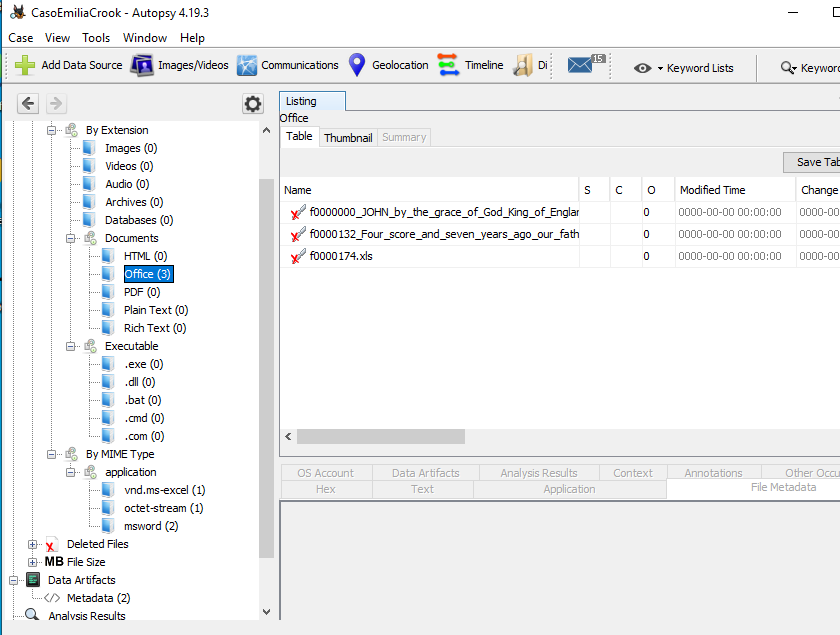 CasoEmiliaCrook - Autopsy 4.19.3
Case View Tools Window Help
Add Data Source Images/Videos Communications Geolocation Timeline Di 15 Keyword Lists Keywor
Listing
Office
Table Thumbnail Summary
Save Tab
Name S C O Modified Time Change
f0000000_JOHN_by_the_grace_of_God_King_of_Englar 0 0000-00-00 00:00:00 0000-00
f0000132_Four_score_and_seven_years_ago_our_fath 0 0000-00-00 00:00:00 0000-00
f0000174.xls 0 0000-00-00 00:00:00 0000-00
By Extension
Images (0)
Videos (0)
Audio (0)
Archives (0)
Databases (0)
Documents
HTML (0)
Office (3)
PDF (0)
Plain Text (0)
Rich Text (0)
Executable
.exe (0)
.dll (0)
.bat (0)
.cmd (0)
.com (0)
By MIME Type
application
vnd.ms-excel (1)
octet-stream (1)
msword (2)
Deleted Files
MB File Size
Data Artifacts
Metadata (2)
Analysis Results
OS Account Data Artifacts Analysis Results Context Annotations Other Occu
Hex Text Application File Metadata